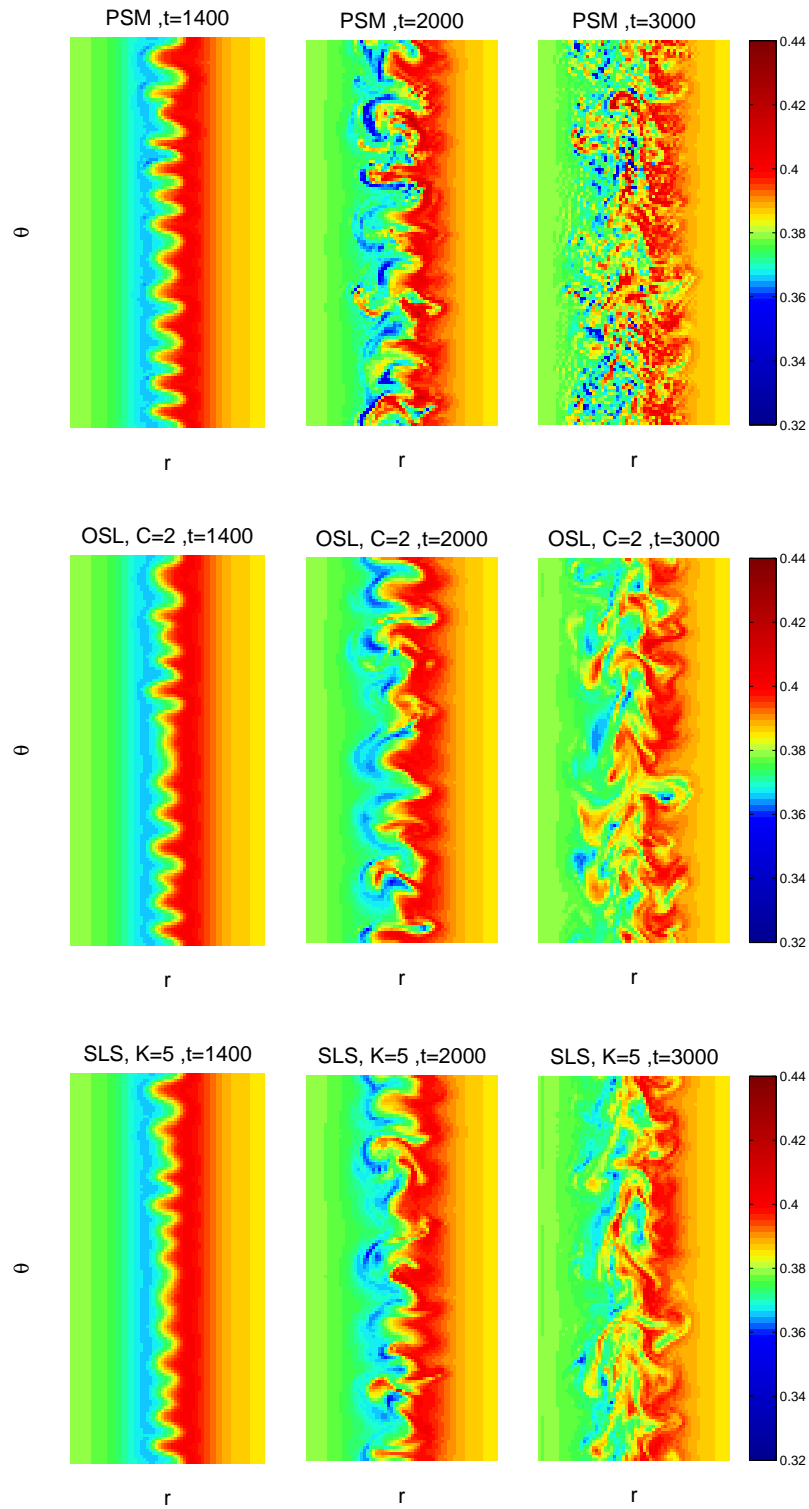 PSM ,t=1400
PSM ,t=2000
PSM ,t=3000
0.44
0.42
0.4
0.38
0.36
0.34
0.32
θ
r
r
r
OSL, C=2 ,t=1400
OSL, C=2 ,t=2000
OSL, C=2 ,t=3000
0.44
0.42
0.4
0.38
0.36
0.34
0.32
θ
r
r
r
SLS, K=5 ,t=1400
SLS, K=5 ,t=2000
SLS, K=5 ,t=3000
0.44
0.42
0.4
0.38
0.36
0.34
0.32
θ
r
r
r